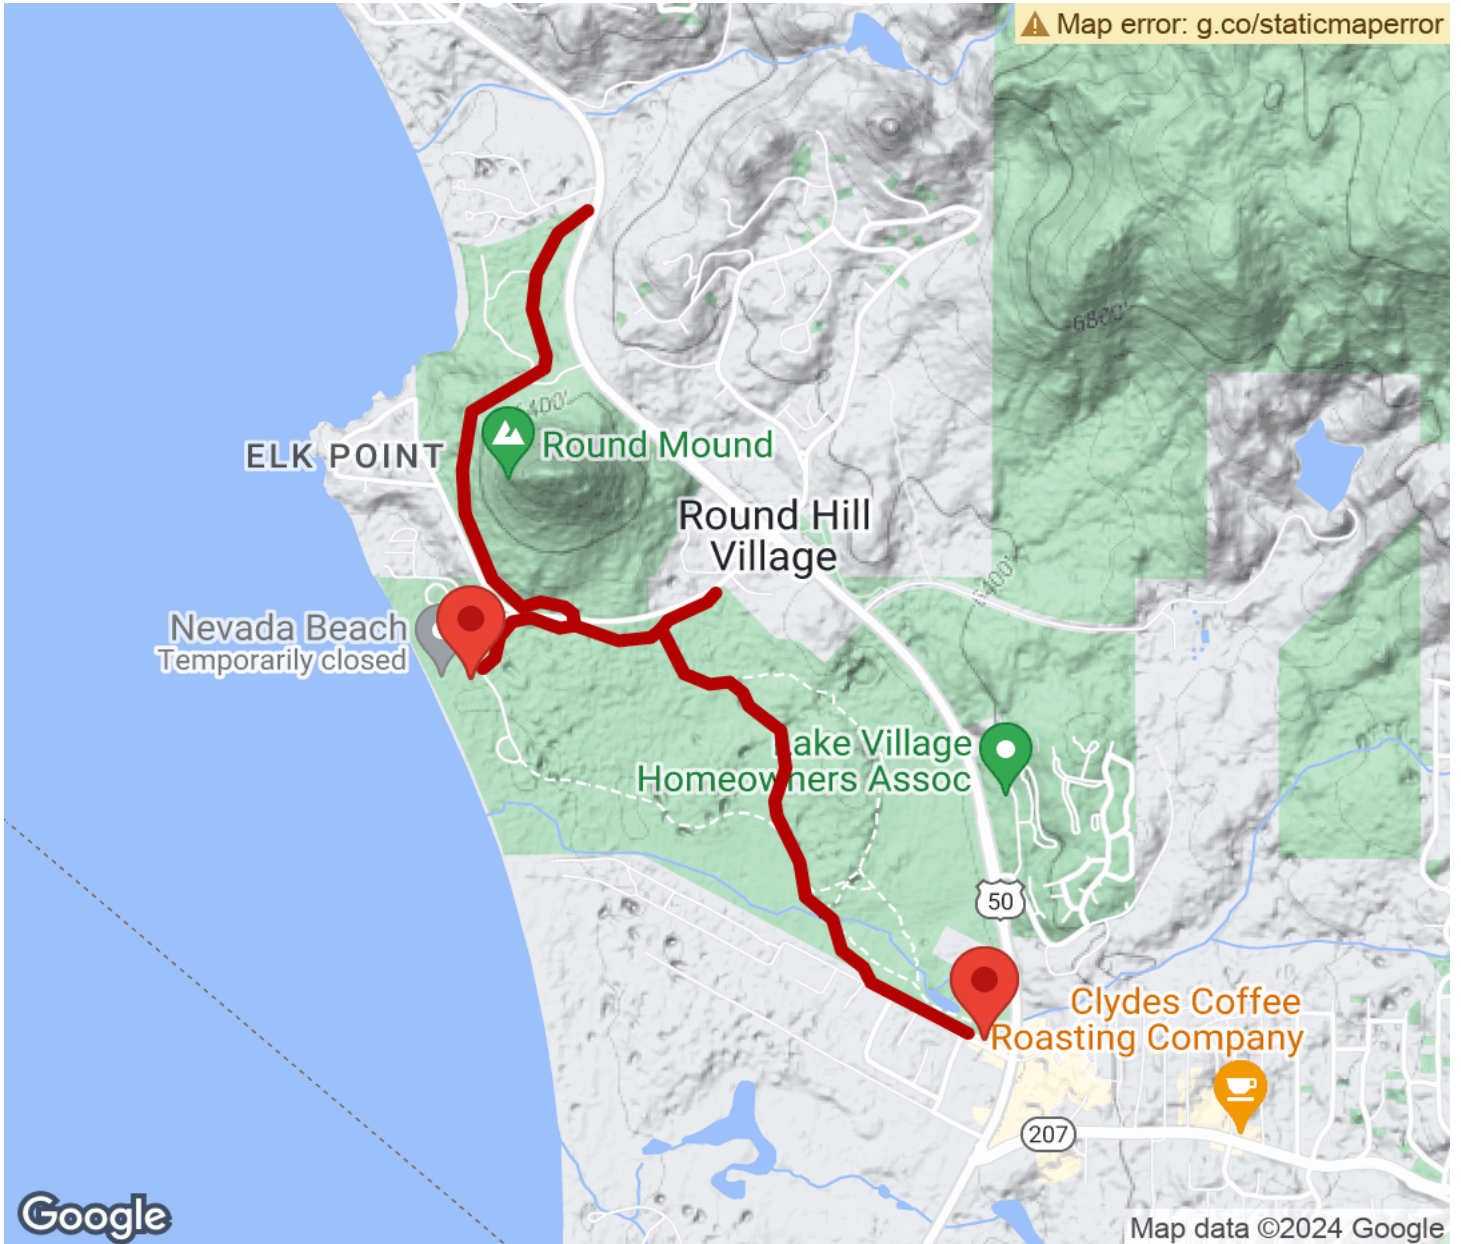 Map error: g.co/staticmaperror
6800'
6400'
Round Mound
ELK POINT
Round Hill
Village
6400'
Nevada Beach
Temporarily closed
Lake Village
Homeowners Assoc
50
Clydes Coffee
Roasting Company
207
Google
Map data ©2024 Google